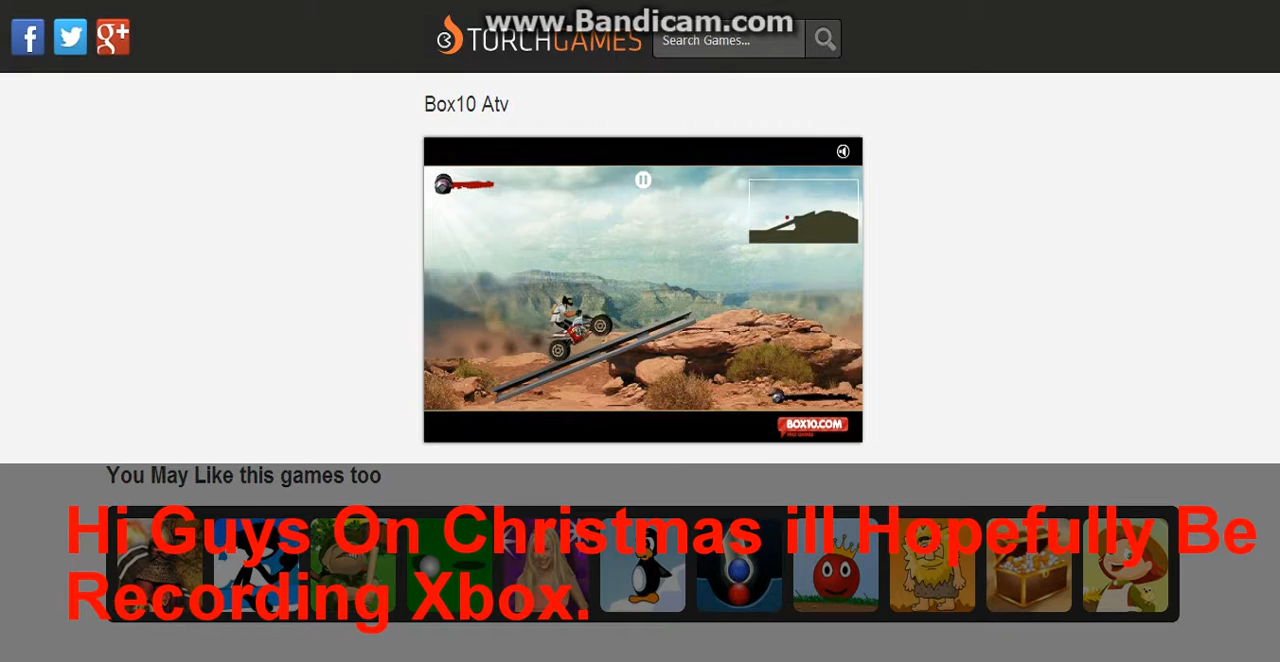 www.Bandicam.com
TORCHGAMES
Search Games...
Box10 Atv
BOX10.COM
You May Like this games too
Hi Guys On Christmas ill Hopefully Be
Recording Xbox.